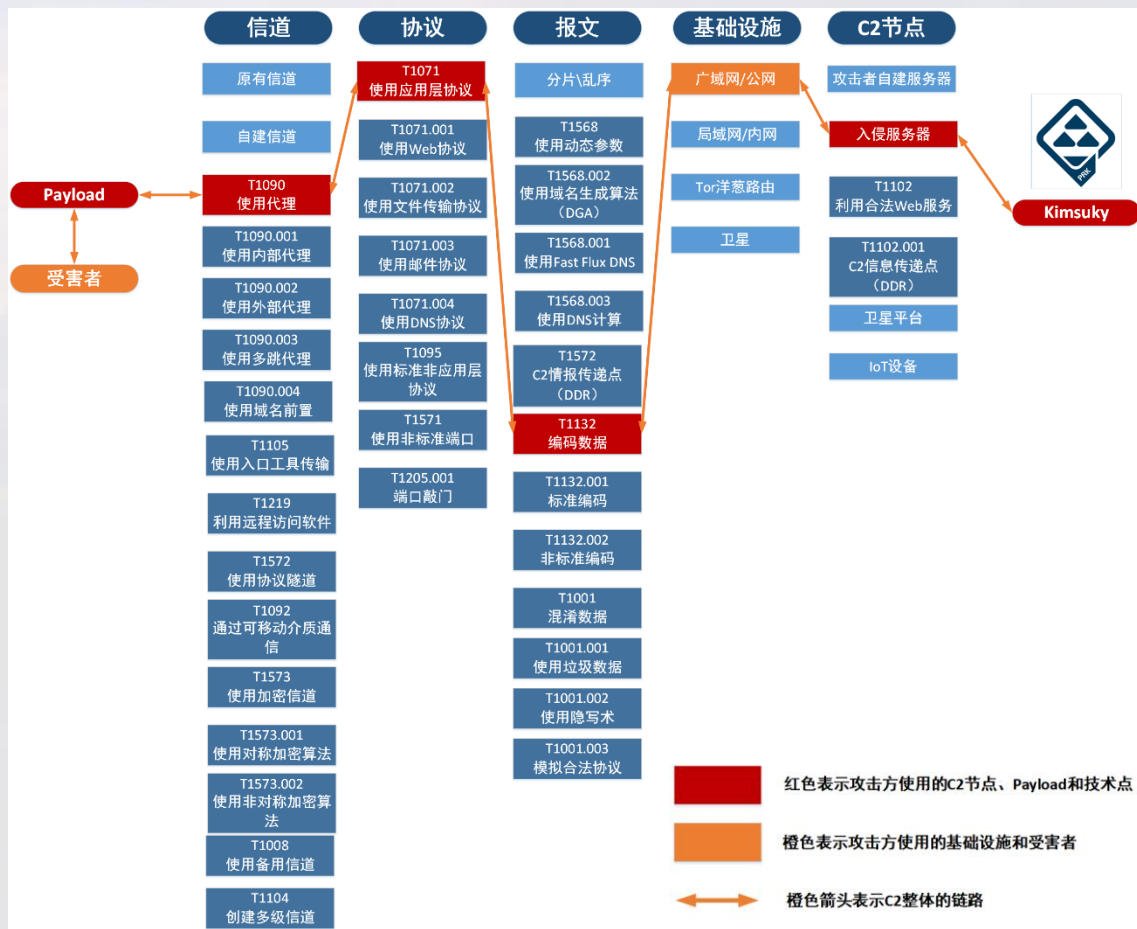 信道
协议
报文
基础设施
C2节点
原有信道
自建信道
T1090
使用代理
T1090.001
使用内部代理
T1090.002
使用外部代理
T1090.003
使用多跳代理
T1090.004
使用域名前置
T1105
使用入口工具传输
T1219
利用远程访问软件
T1572
使用协议隧道
T1092
通过可移动介质通
信
T1573
使用加密信道
T1573.001
使用对称加密算法
T1573.002
使用非对称加密算
法
T1008
使用备用信道
T1104
创建多级信道
T1071
使用应用层协议
T1071.001
使用Web协议
T1071.002
使用文件传输协议
T1071.003
使用邮件协议
T1071.004
使用DNS协议
T1095
使用标准非应用层
协议
T1571
使用非标准端口
T1205.001
端口敲门
分片\乱序
T1568
使用动态参数
T1568.002
使用域名生成算法
（DGA）
T1568.001
使用Fast Flux DNS
T1568.003
使用DNS计算
T1572
C2情报传递点
（DDR）
T1132
编码数据
T1132.001
标准编码
T1132.002
非标准编码
T1001
混淆数据
T1001.001
使用垃圾数据
T1001.002
使用隐写术
T1001.003
模拟合法协议
广域网/公网
局域网/内网
Tor洋葱路由
卫星
攻击者自建服务器
入侵服务器
T1102
利用合法Web服务
T1102.001
C2信息传递点
（DDR）
卫星平台
IoT设备
Payload
受害者
PRK
Kimsuky
红色表示攻击方使用的C2节点、Payload和技术点
橙色表示攻击方使用的基础设施和受害者
橙色箭头表示C2整体的链路